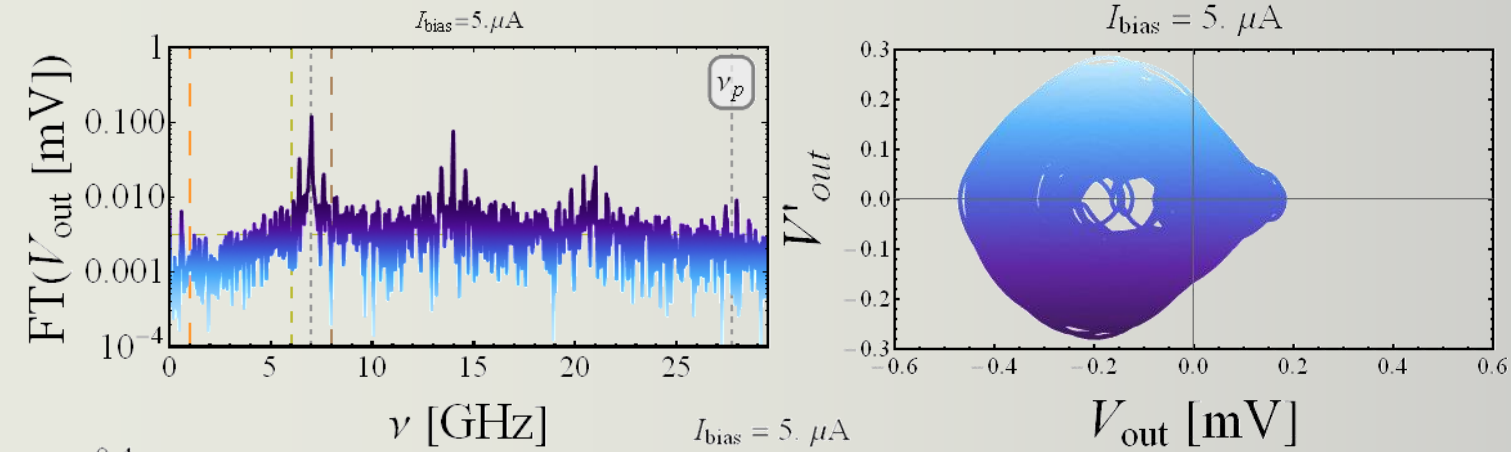 I_bias=5.μA
FT(V_out [mV])
1
0.100
0.010
0.001
10^−4
ν_p
0 5 10 15 20 25
ν [GHz]
I_bias = 5. μA
V'_out
0.3
0.2
0.1
0.0
−0.1
−0.2
−0.3
−0.6 −0.4 −0.2 0.0 0.2 0.4 0.6
V_out [mV]
I_bias = 5. μA